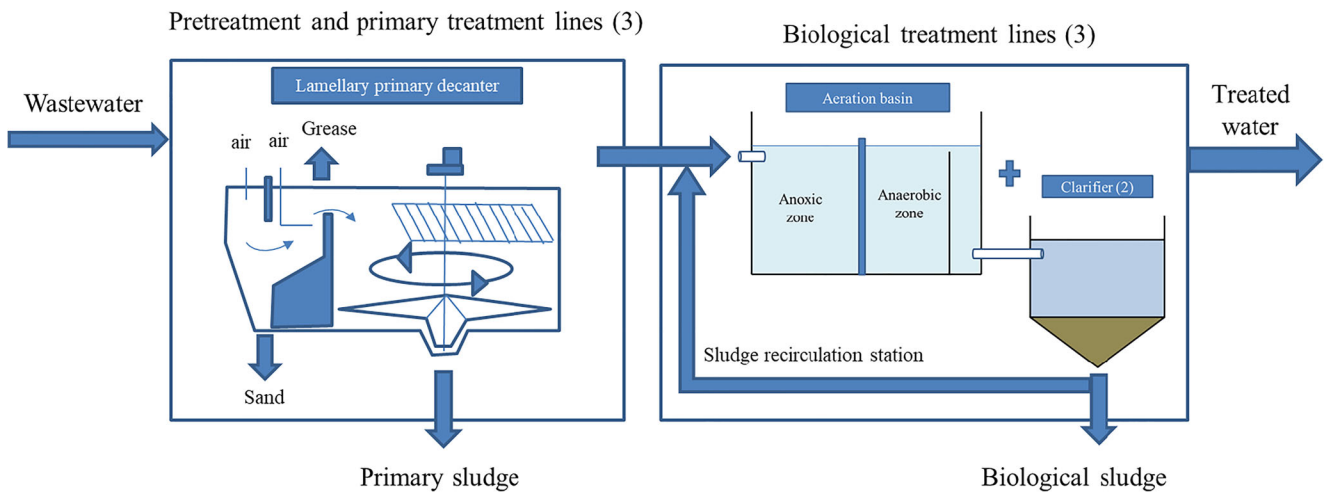 Pretreatment and primary treatment lines (3)
Biological treatment lines (3)
Wastewater
Lamellary primary decanter
air
air
Grease
Sand
Primary sludge
Aeration basin
Anoxic
zone
Anaerobic
zone
Clarifier (2)
Sludge recirculation station
Biological sludge
Treated
water